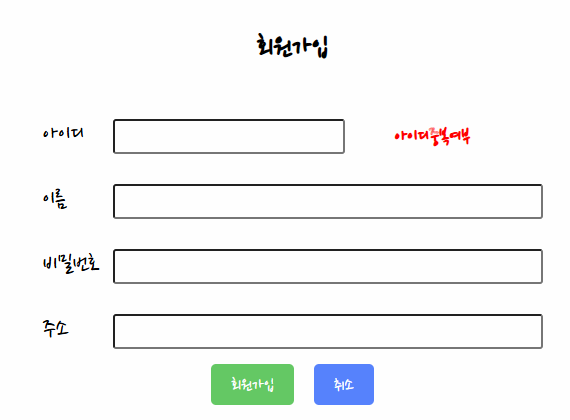 회원가입
아이디 아이디중복여부
이름
비밀번호
주소
회원가입 취소